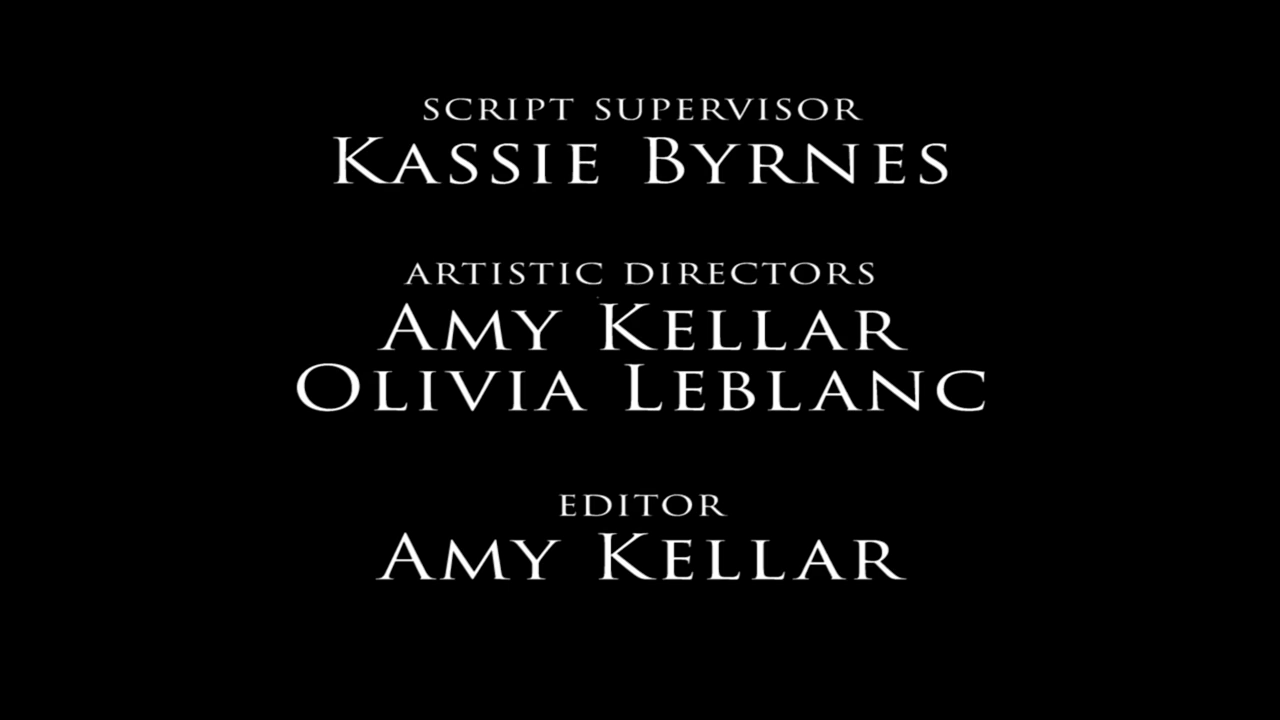 SCRIPT SUPERVISOR
KASSIE BYRNES
ARTISTIC DIRECTORS
AMY KELLAR
OLIVIA LEBLANC
EDITOR
AMY KELLAR